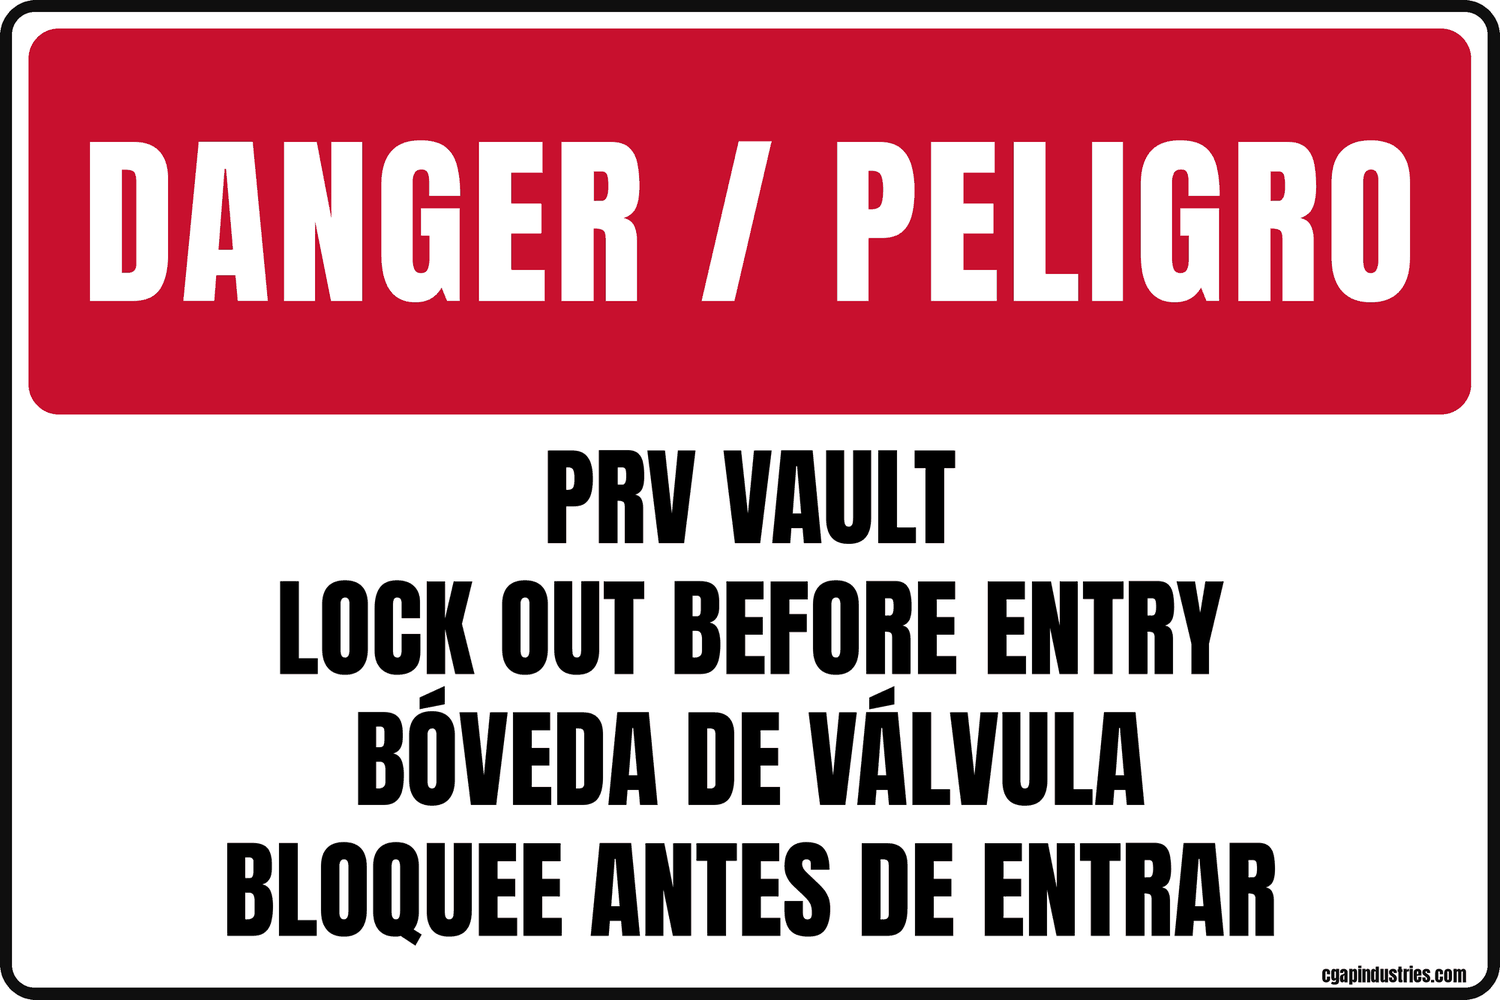 DANGER / PELIGRO
PRV VAULT
LOCK OUT BEFORE ENTRY
BÓVEDA DE VÁLVULA
BLOQUEE ANTES DE ENTRAR
cgapindustries.com